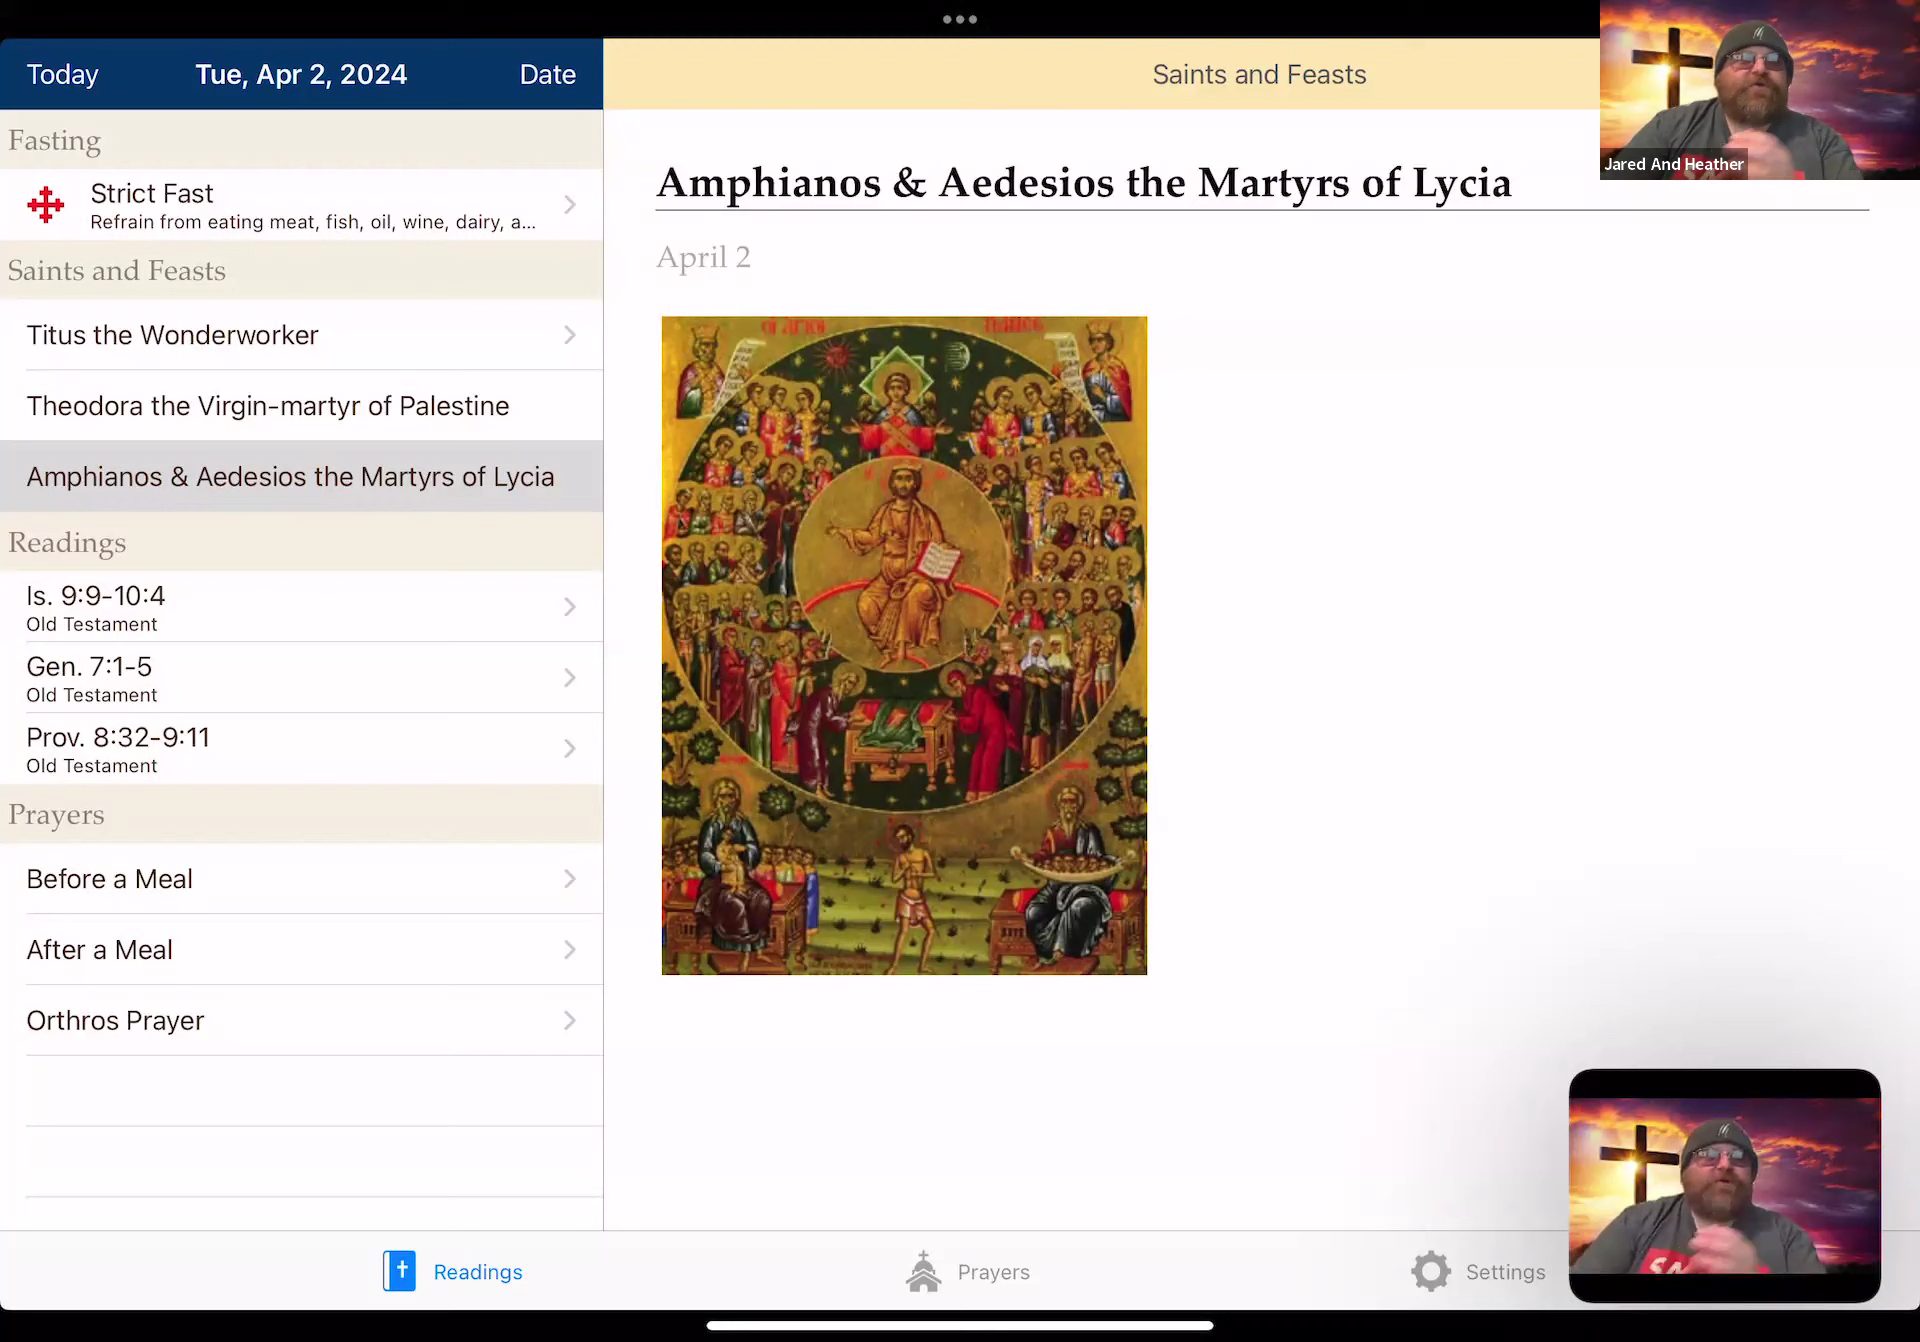 Today
Tue, Apr 2, 2024
Date
Fasting
Strict Fast
Refrain from eating meat, fish, oil, wine, dairy, a...
Saints and Feasts
Titus the Wonderworker
Theodora the Virgin-martyr of Palestine
Amphianos & Aedesios the Martyrs of Lycia
Readings
Is. 9:9-10:4
Old Testament
Gen. 7:1-5
Old Testament
Prov. 8:32-9:11
Old Testament
Prayers
Before a Meal
After a Meal
Orthros Prayer
Saints and Feasts
Amphianos & Aedesios the Martyrs of Lycia
April 2
Jared And Heather
Readings
Prayers
Settings